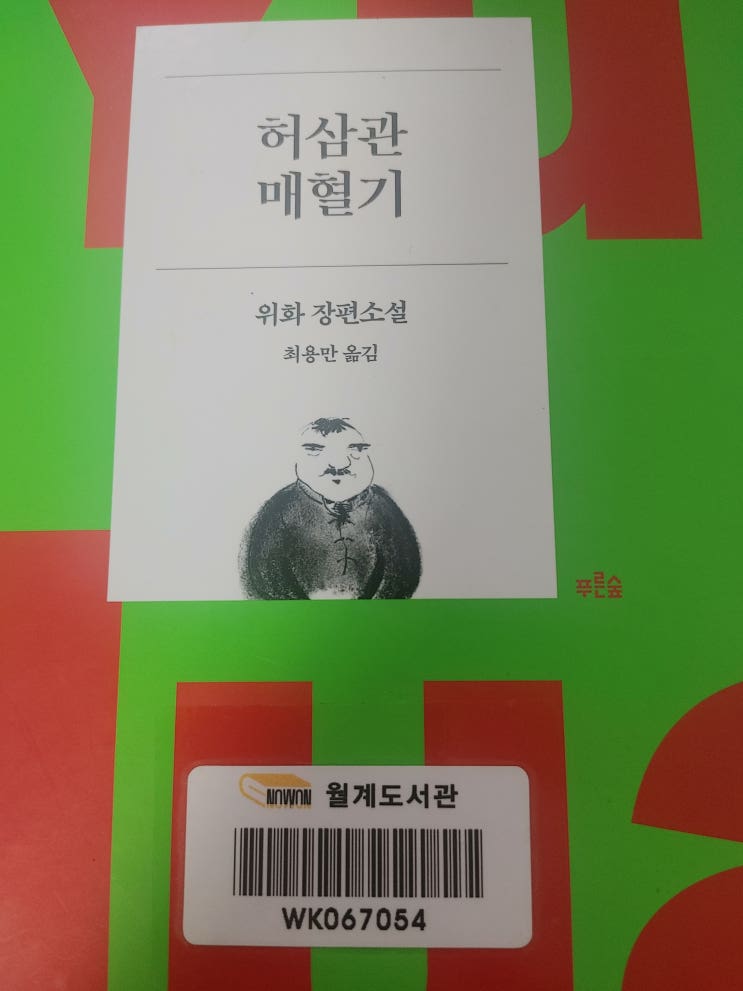 허삼관
매혈기
위화 장편소설
최용만 옮김
푸른숲
NOWON 월계도서관
WK067054